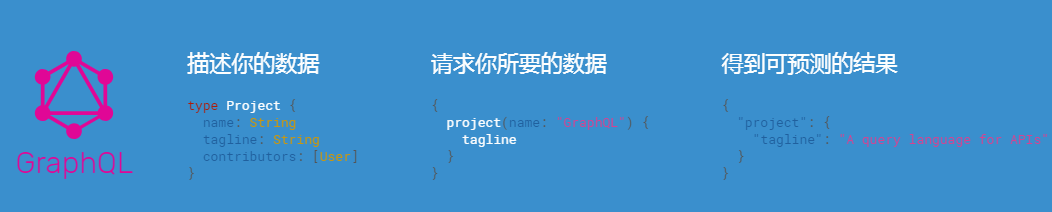 GraphQL
描述你的数据
type Project {
  name: String
  tagline: String
  contributors: [User]
}
请求你所要的数据
{
  project(name: "GraphQL") {
    tagline
  }
}
得到可预测的结果
{
  "project": {
    "tagline": "A query language for APIs"
  }
}